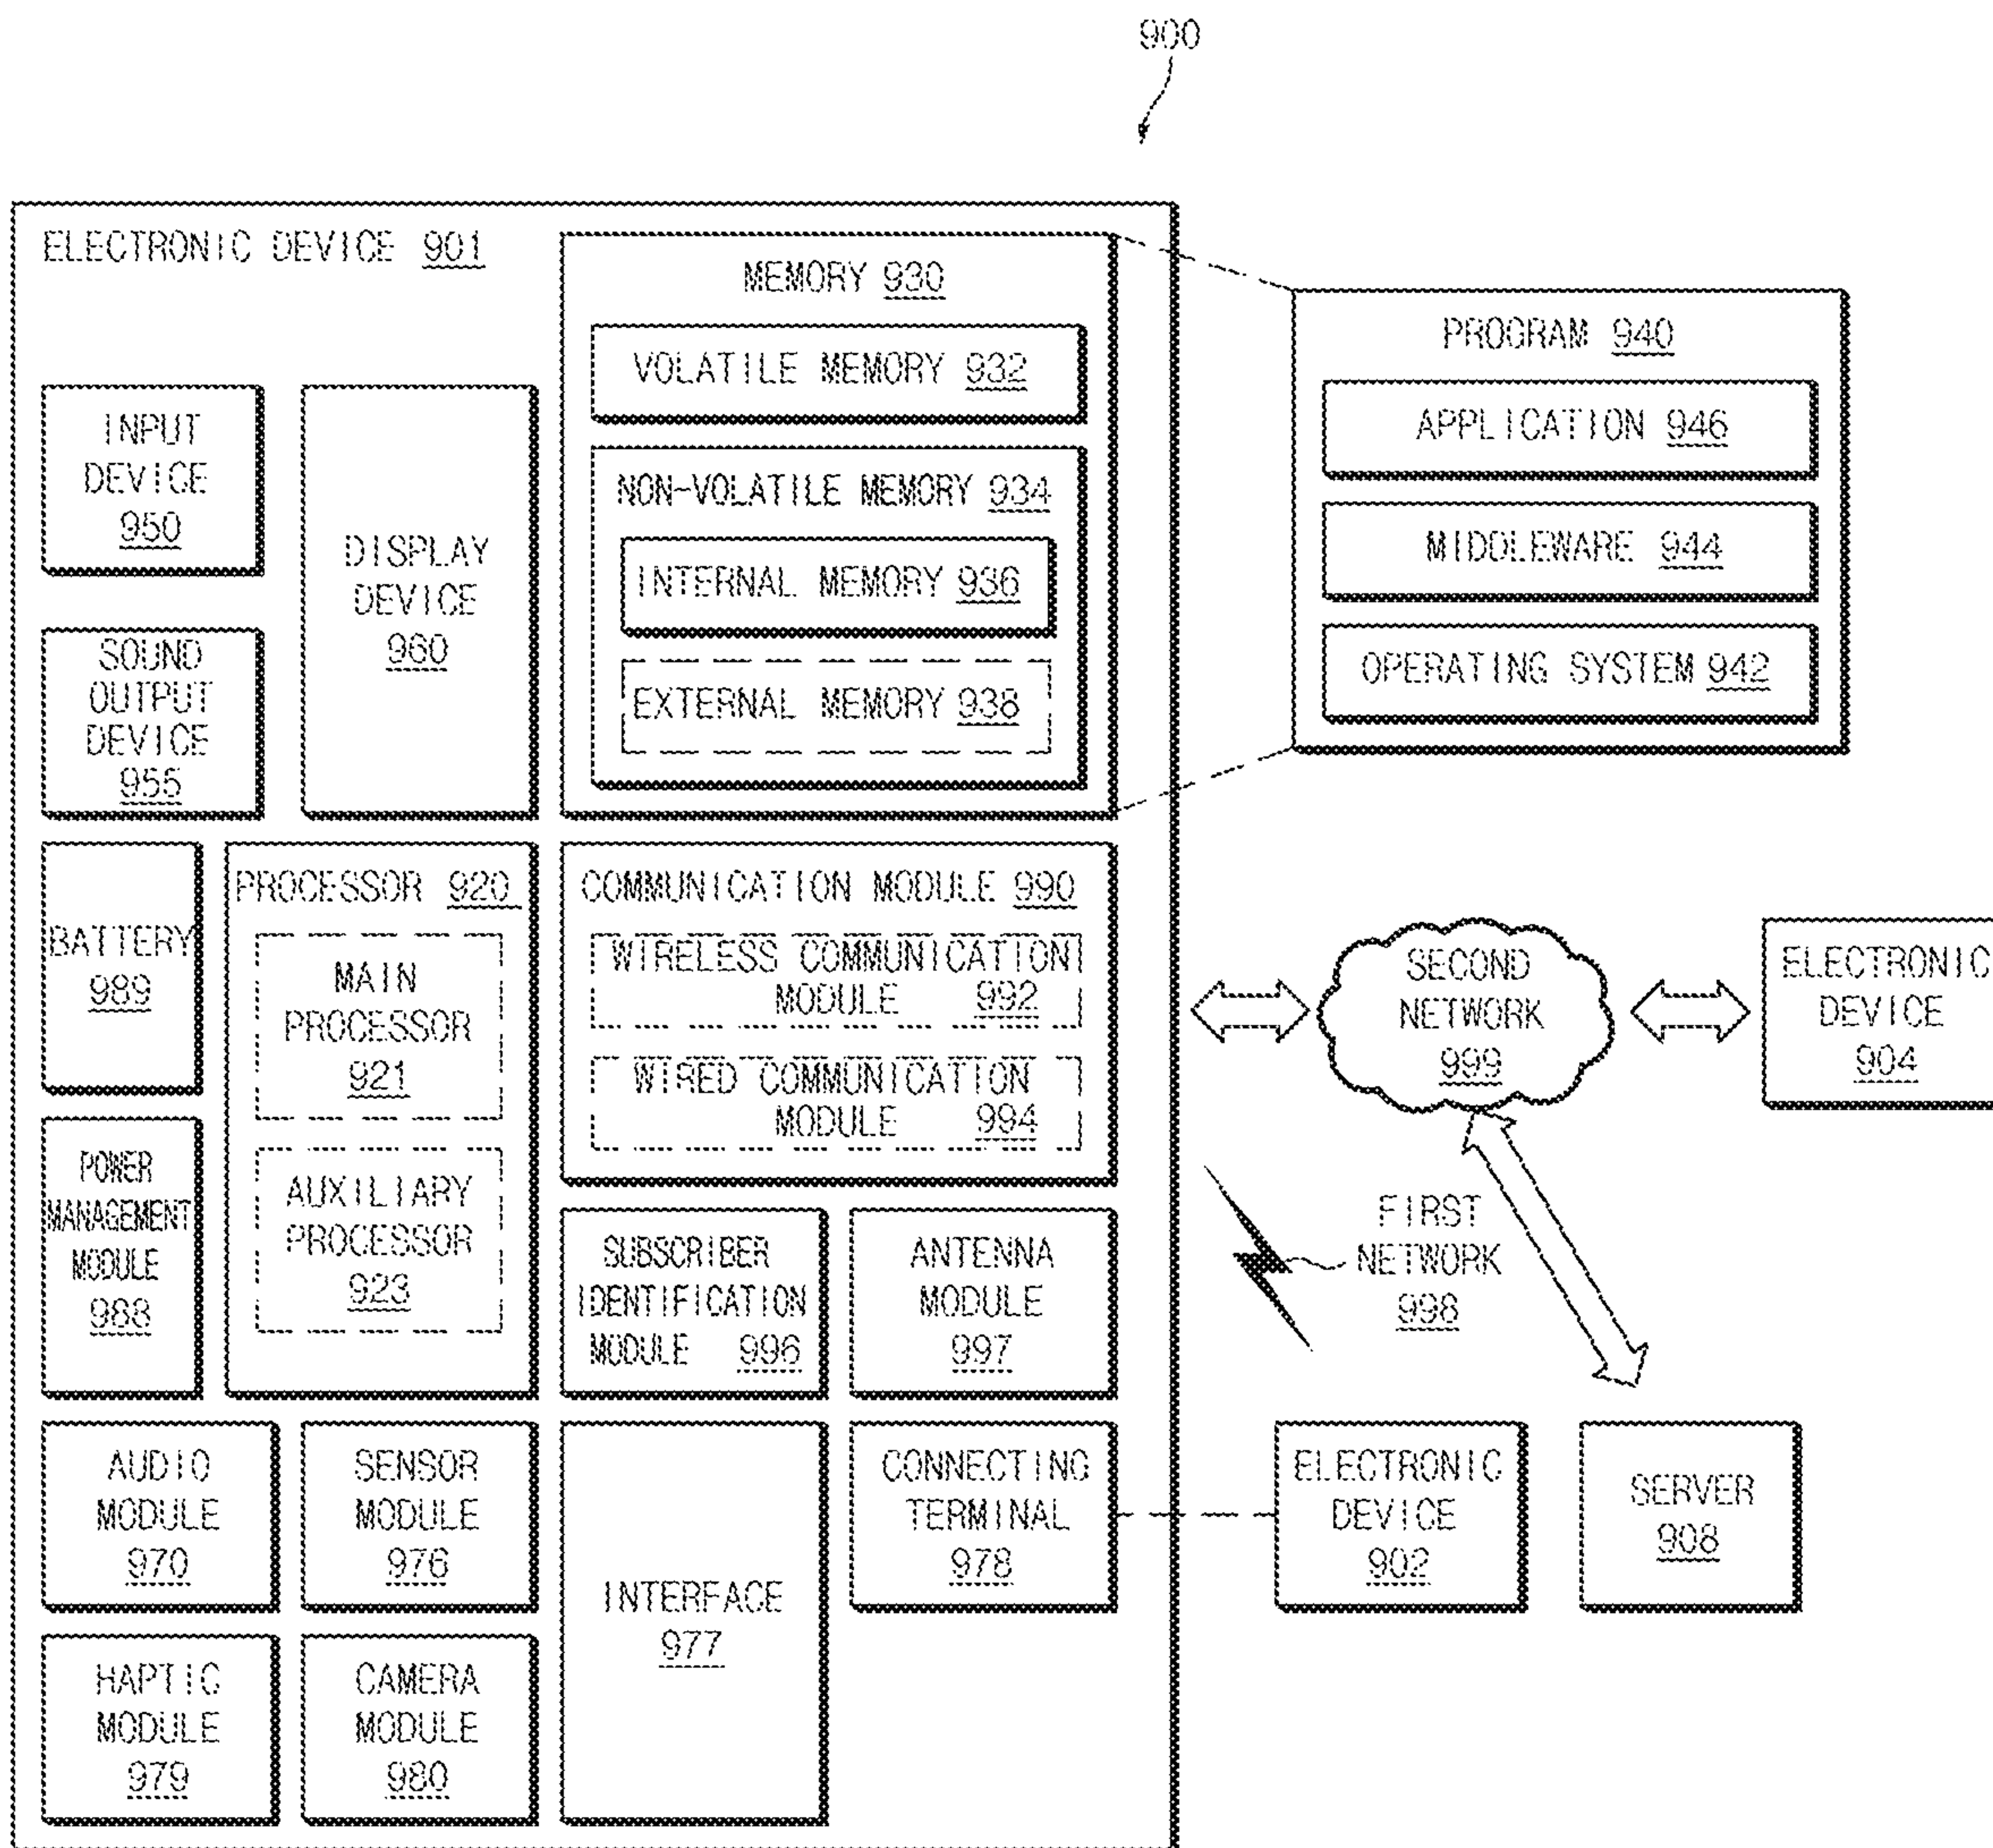 900
ELECTRONIC DEVICE 901
MEMORY 930
VOLATILE MEMORY 932
NON-VOLATILE MEMORY 934
INTERNAL MEMORY 936
EXTERNAL MEMORY 938
PROGRAM 940
APPLICATION 946
MIDDLEWARE 944
OPERATING SYSTEM 942
INPUT
DEVICE
950
SOUND
OUTPUT
DEVICE
955
DISPLAY
DEVICE
960
BATTERY
989
POWER
MANAGEMENT
MODULE
988
PROCESSOR 920
MAIN
PROCESSOR
921
AUXILIARY
PROCESSOR
923
COMMUNICATION MODULE 990
WIRELESS COMMUNICATION
MODULE 992
WIRED COMMUNICATION
MODULE 994
SUBSCRIBER
IDENTIFICATION
MODULE 996
ANTENNA
MODULE
997
SECOND
NETWORK
999
ELECTRONIC
DEVICE
904
FIRST
NETWORK
998
AUDIO
MODULE
970
SENSOR
MODULE
976
INTERFACE
977
CONNECTING
TERMINAL
978
ELECTRONIC
DEVICE
902
SERVER
908
HAPTIC
MODULE
979
CAMERA
MODULE
980